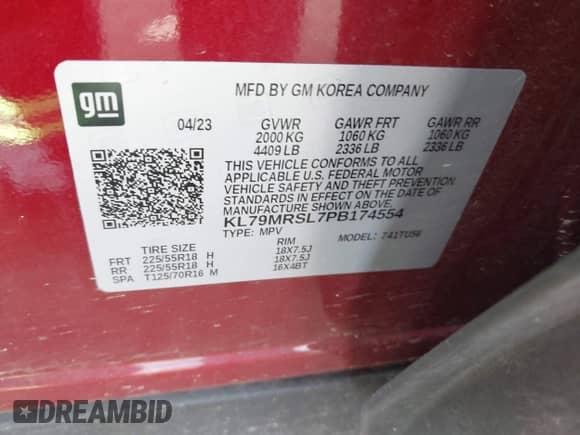 gm
MFD BY GM KOREA COMPANY
04/23 GVWR GAWR FRT GAWR RR
2000 KG 1060 KG 1060 KG
4409 LB 2336 LB 2336 LB
THIS VEHICLE CONFORMS TO ALL
APPLICABLE U.S. FEDERAL MOTOR
VEHICLE SAFETY AND THEFT PREVENTION
STANDARDS IN EFFECT ON THE DATE OF
MANUFACTURE SHOWN ABOVE.
KL79MRSL7PB174554
TYPE: MPV MODEL: 741TU56
TIRE SIZE RIM
FRT 225/55R18 H 18X7.5J
RR 225/55R18 H 18X7.5J
SPA T125/70R16 M 16X4BT
DREAMBID